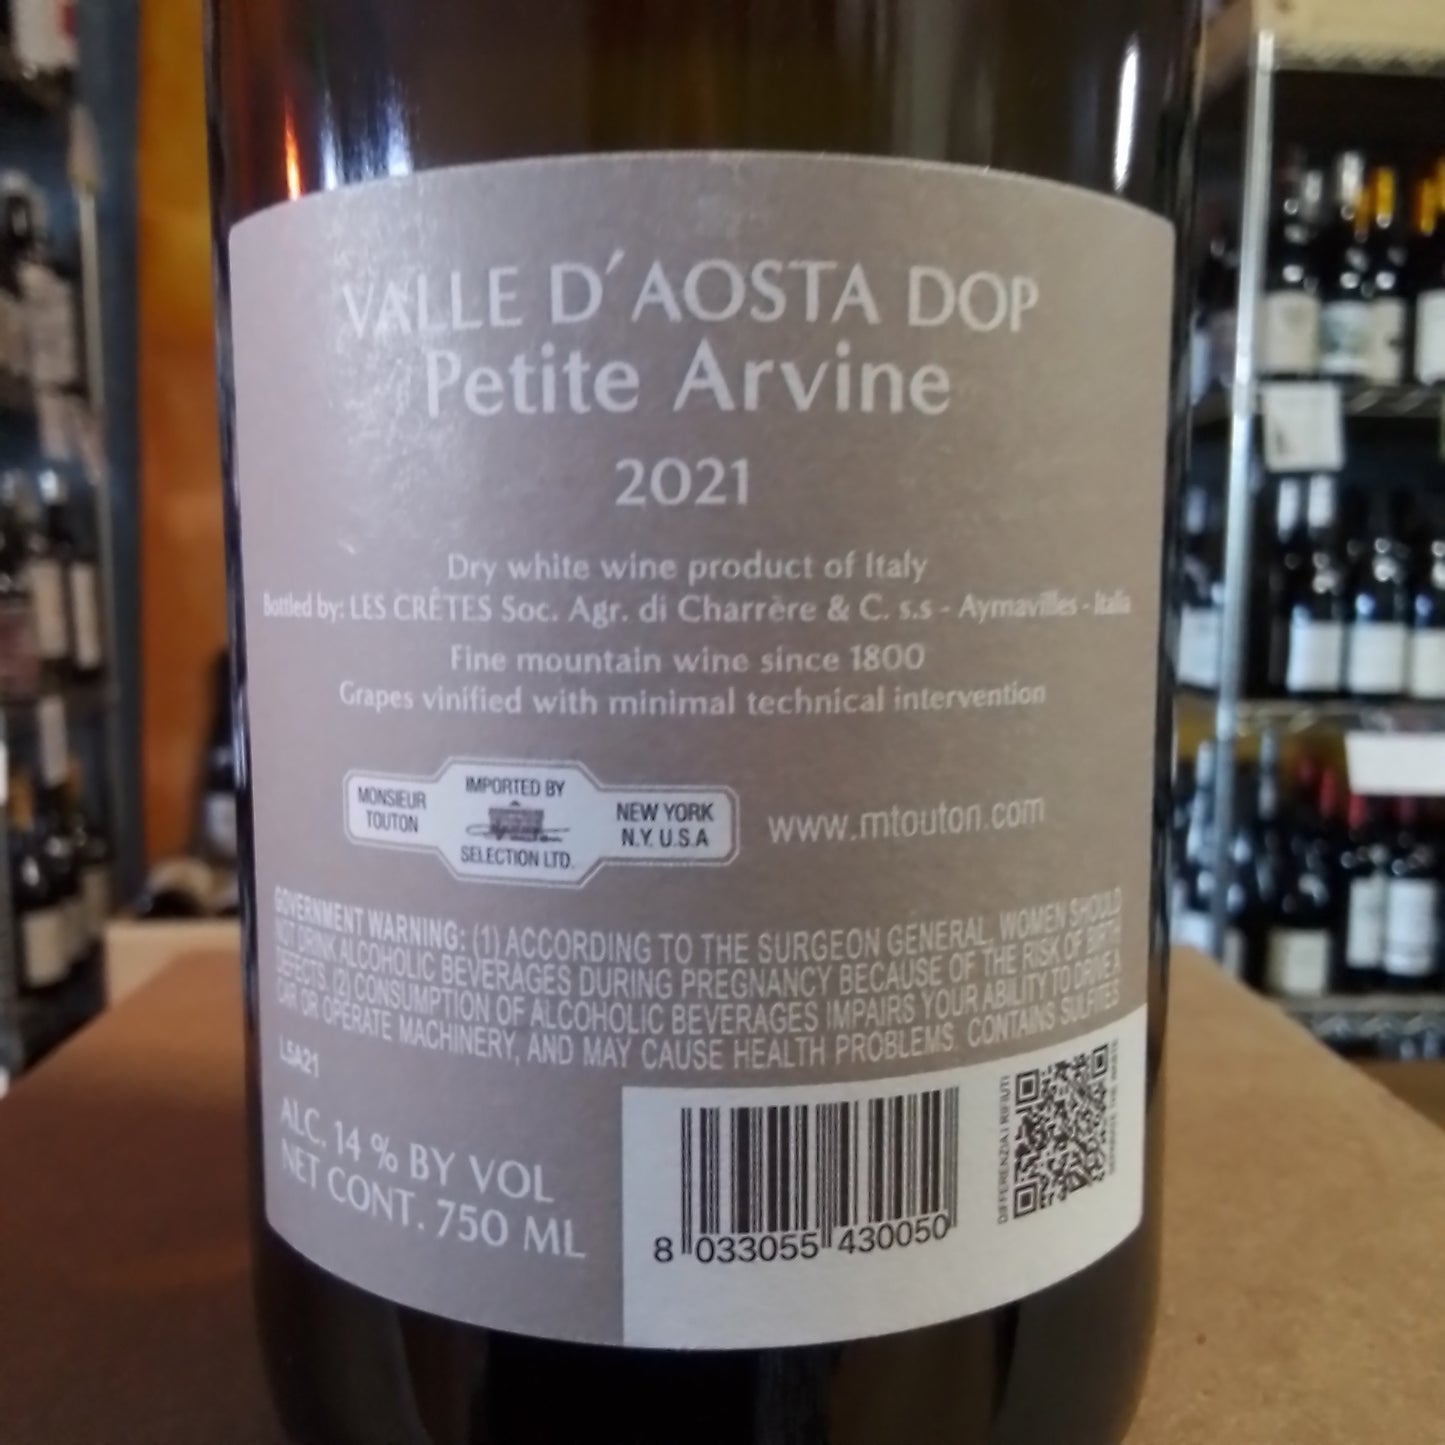 VALLE D'AOSTA DOP
Petite Arvine
2021
Dry white wine product of Italy
Bottled by: LES CRÊTES Soc. Agr. di Charrère & C. s.s - Aymavilles - Italia
Fine mountain wine since 1800
Grapes vinified with minimal technical intervention
MONSIEUR
TOUTON
IMPORTED BY
SELECTION LTD.
NEW YORK
N.Y. U.S.A
www.mtouton.com
GOVERNMENT WARNING: (1) ACCORDING TO THE SURGEON GENERAL, WOMEN SHOULD
NOT DRINK ALCOHOLIC BEVERAGES DURING PREGNANCY BECAUSE OF THE RISK OF BIRTH
DEFECTS. (2) CONSUMPTION OF ALCOHOLIC BEVERAGES IMPAIRS YOUR ABILITY TO DRIVE A
CAR OR OPERATE MACHINERY, AND MAY CAUSE HEALTH PROBLEMS. CONTAINS SULFITES
L5A21
ALC. 14 % BY VOL
NET CONT. 750 ML
8 033055 430050
DIFFERENZIA I RIFIUTI